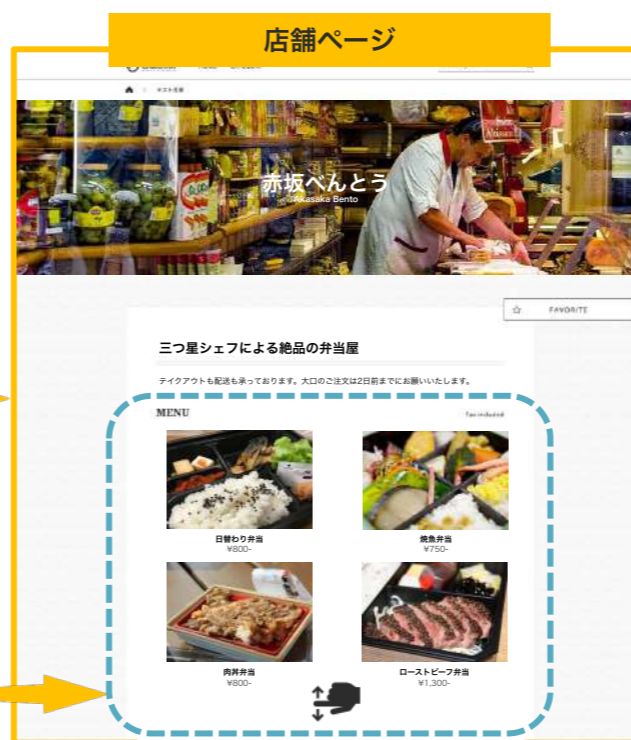 店舗ページ
赤坂べんとう
Akasaka Bento
FAVORITE
三つ星シェフによる絶品の弁当屋
テイクアウトも配送も承っております。大口のご注文は2日前までにお願いいたします。
MENU
Tax included
日替わり弁当
¥800-
焼魚弁当
¥750-
肉丼弁当
¥800-
ローストビーフ弁当
¥1,300-